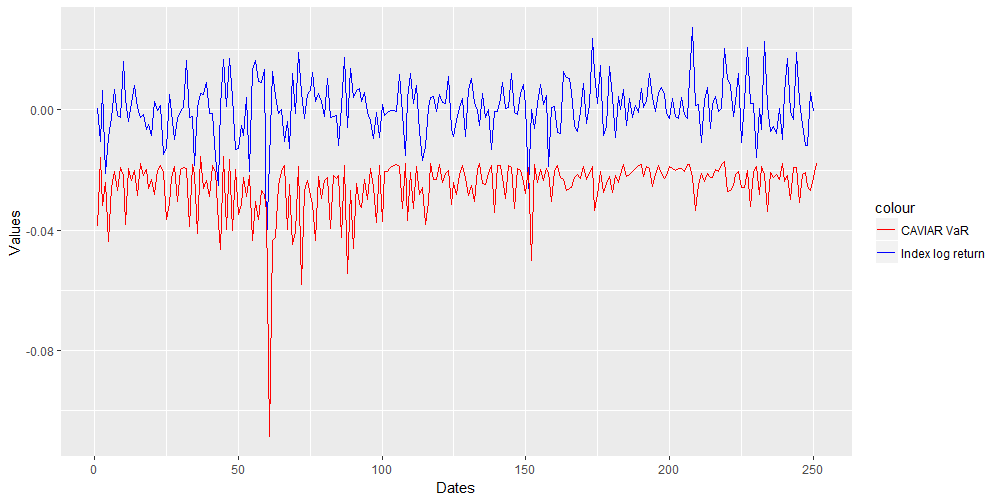 0.00
-0.04
-0.08
Values
0 50 100 150 200 250
Dates
colour
CAVIAR VaR
Index log return